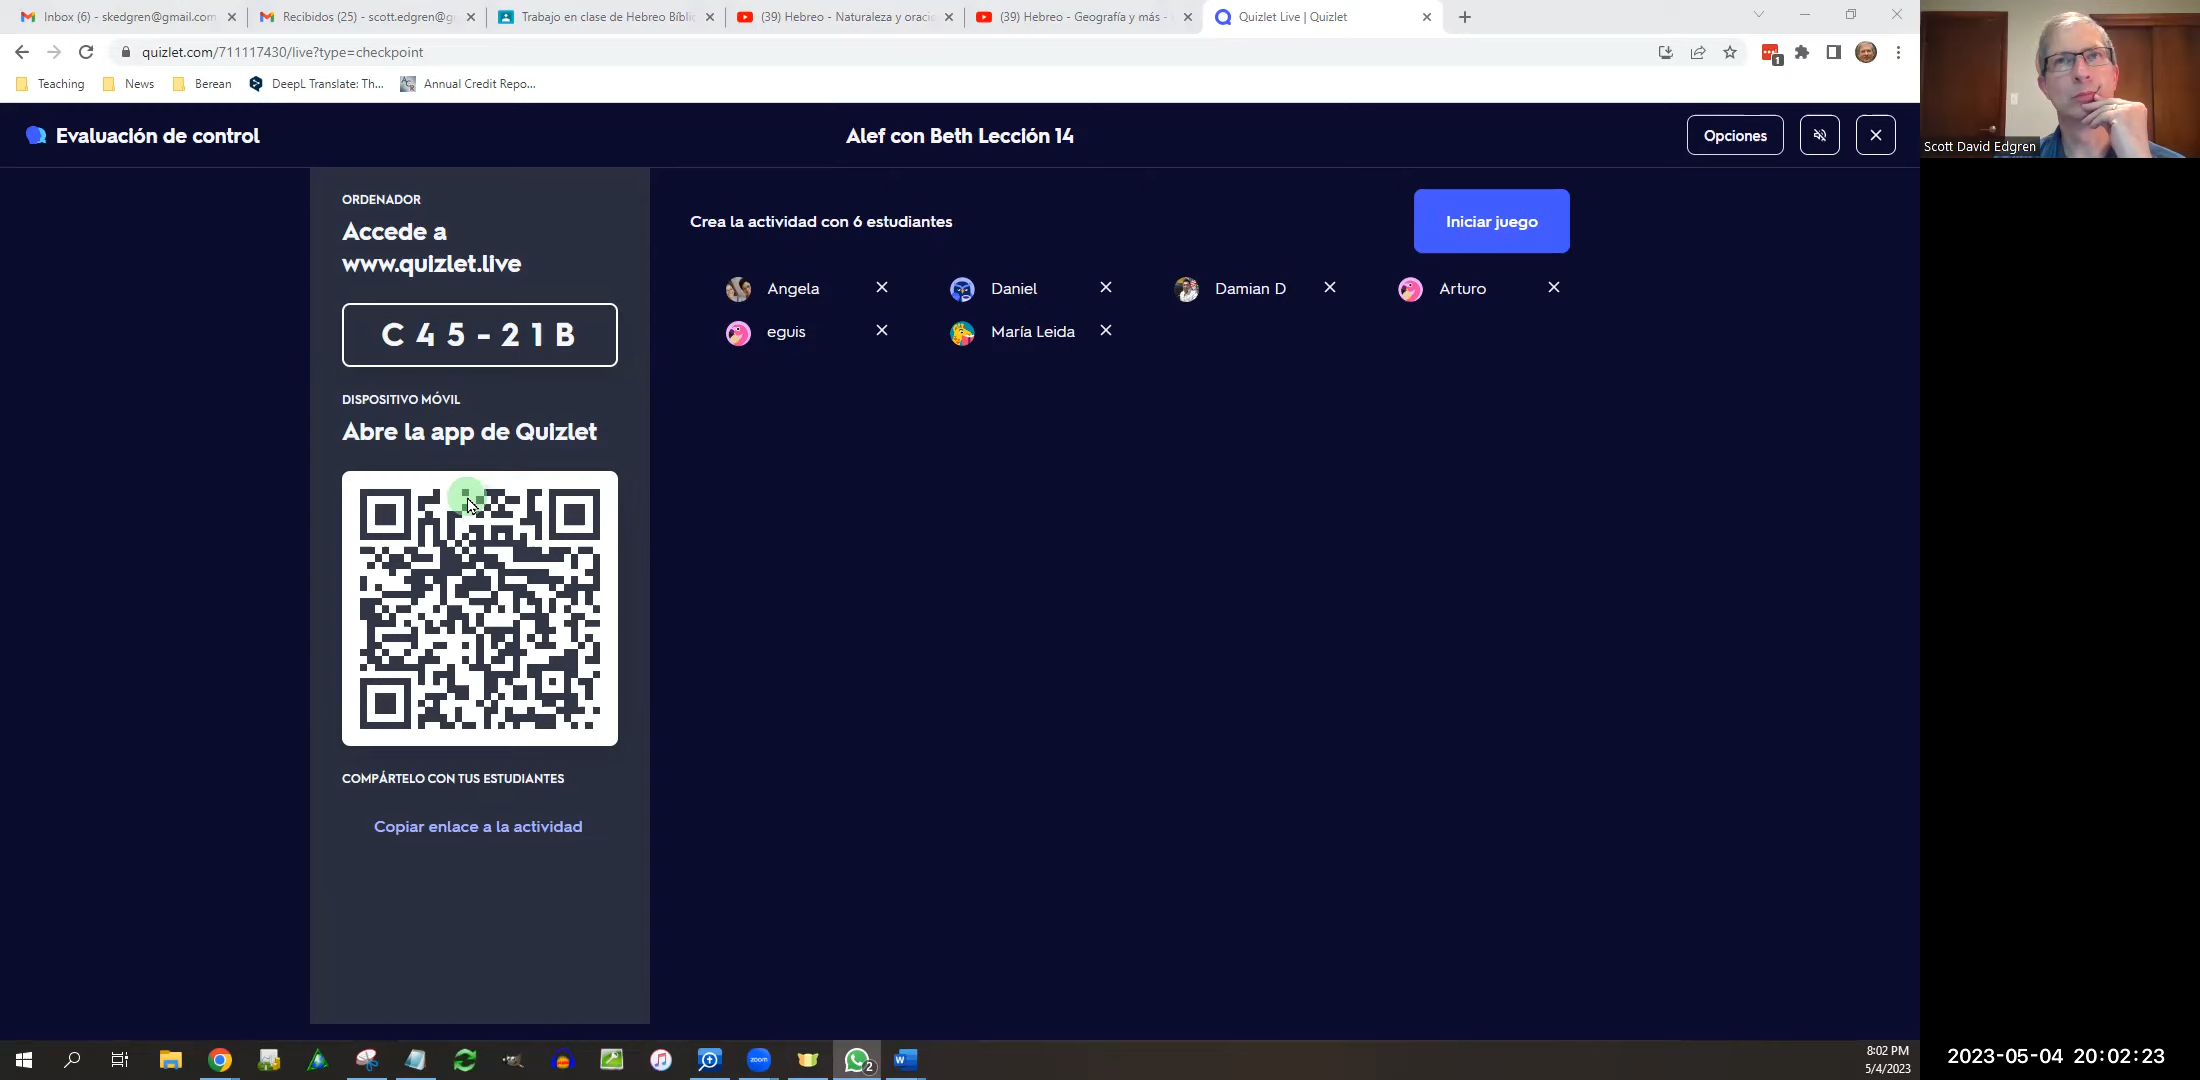 Inbox (6) - skedgren@gmail.com
Recibidos (25) - scott.edgren@g
Trabajo en clase de Hebreo Bíbli
(39) Hebreo - Naturaleza y oracio
(39) Hebreo - Geografía y más -
Quizlet Live | Quizlet
quizlet.com/711117430/live?type=checkpoint
1
Teaching
News
Berean
DeepL Translate: Th...
Annual Credit Repo...
Scott David Edgren
Evaluación de control
Alef con Beth Lección 14
Opciones
ORDENADOR
Accede a
www.quizlet.live
C45-21B
DISPOSITIVO MÓVIL
Abre la app de Quizlet
COMPÁRTELO CON TUS ESTUDIANTES
Copiar enlace a la actividad
Crea la actividad con 6 estudiantes
Iniciar juego
Angela
Daniel
Damian D
Arturo
eguis
María Leida
zoom
2
W
8:02 PM
5/4/2023
2023-05-04 20:02:23